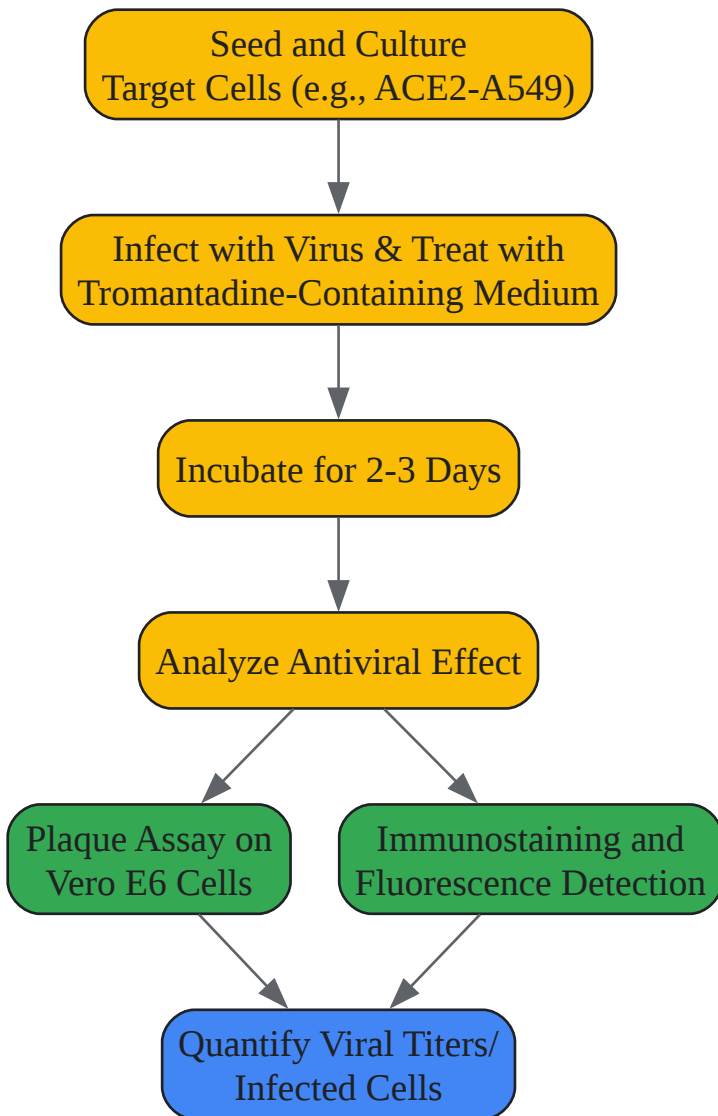 Seed and Culture
Target Cells (e.g., ACE2-A549)
Infect with Virus & Treat with
Tromantadine-Containing Medium
Incubate for 2-3 Days
Analyze Antiviral Effect
Plaque Assay on
Vero E6 Cells
Immunostaining and
Fluorescence Detection
Quantify Viral Titers/
Infected Cells